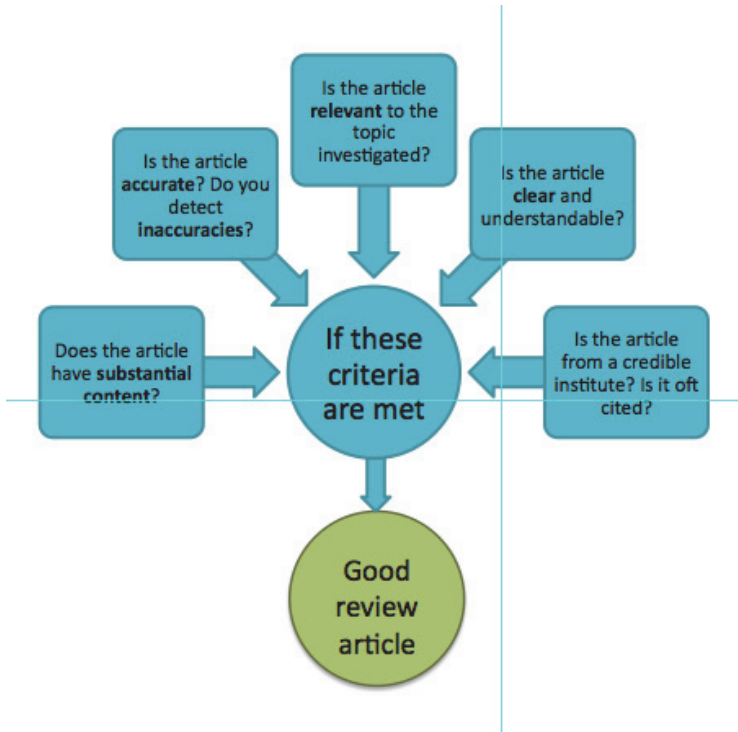 Is the article
relevant to the
topic
investigated?
Is the article
accurate? Do you
detect
inaccuracies?
Is the article
clear and
understandable?
Does the article
have substantial
content?
If these
criteria
are met
Is the article
from a credible
institute? Is it oft
cited?
Good
review
article